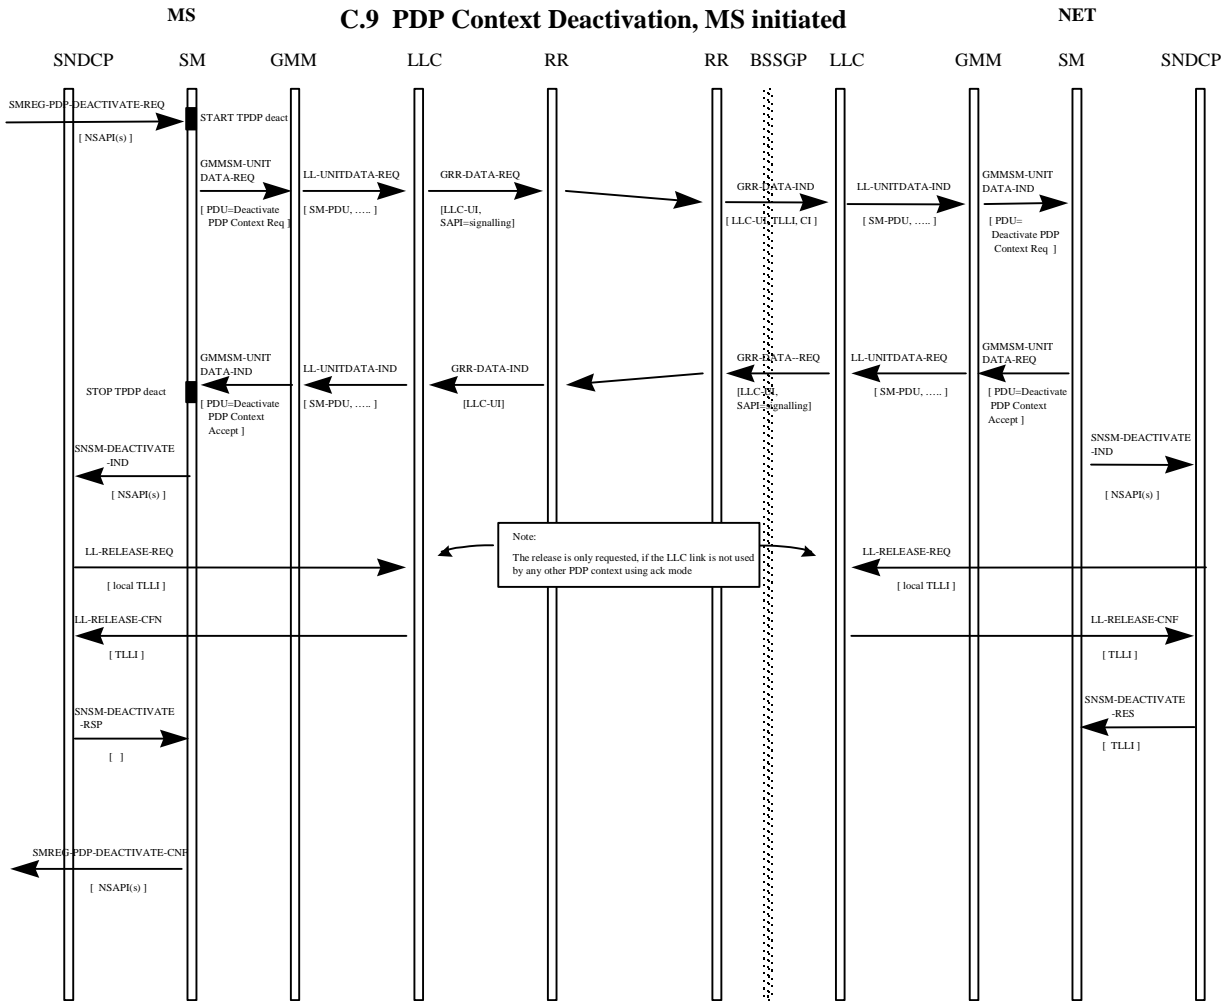 MS
C.9 PDP Context Deactivation, MS initiated
NET
SNDCP SM GMM LLC RR RR BSSGP LLC GMM SM SNDCP
SMREG-PDP-DEACTIVATE-REQ
[ NSAPI(s) ]
START TPDP deact
GMMSM-UNIT
DATA-REQ
[ PDU=Deactivate
PDP Context Req ]
LL-UNITDATA-REQ
[ SM-PDU, ..... ]
GRR-DATA-REQ
[LLC-UI,
SAPI=signalling]
GRR-DATA-IND
[ LLC-UI, TLLI, CI ]
LL-UNITDATA-IND
[ SM-PDU, ..... ]
GMMSM-UNIT
DATA-IND
[ PDU=
Deactivate PDP
Context Req ]
STOP TPDP deact
GMMSM-UNIT
DATA-IND
[ PDU=Deactivate
PDP Context
Accept ]
LL-UNITDATA-IND
[ SM-PDU, ..... ]
GRR-DATA-IND
[LLC-UI]
GRR-DATA--REQ
[LLC-UI,
SAPI=signalling]
LL-UNITDATA-REQ
[ SM-PDU, ..... ]
GMMSM-UNIT
DATA-REQ
[ PDU=Deactivate
PDP Context
Accept ]
SNSM-DEACTIVATE
-IND
[ NSAPI(s) ]
SNSM-DEACTIVATE
-IND
[ NSAPI(s) ]
LL-RELEASE-REQ
[ local TLLI ]
Note:
The release is only requested, if the LLC link is not used
by any other PDP context using ack mode
LL-RELEASE-REQ
[ local TLLI ]
LL-RELEASE-CFN
[ TLLI ]
LL-RELEASE-CNF
[ TLLI ]
SNSM-DEACTIVATE
-RSP
[ ]
SNSM-DEACTIVATE
-RES
[ TLLI ]
SMREG-PDP-DEACTIVATE-CNF
[ NSAPI(s) ]